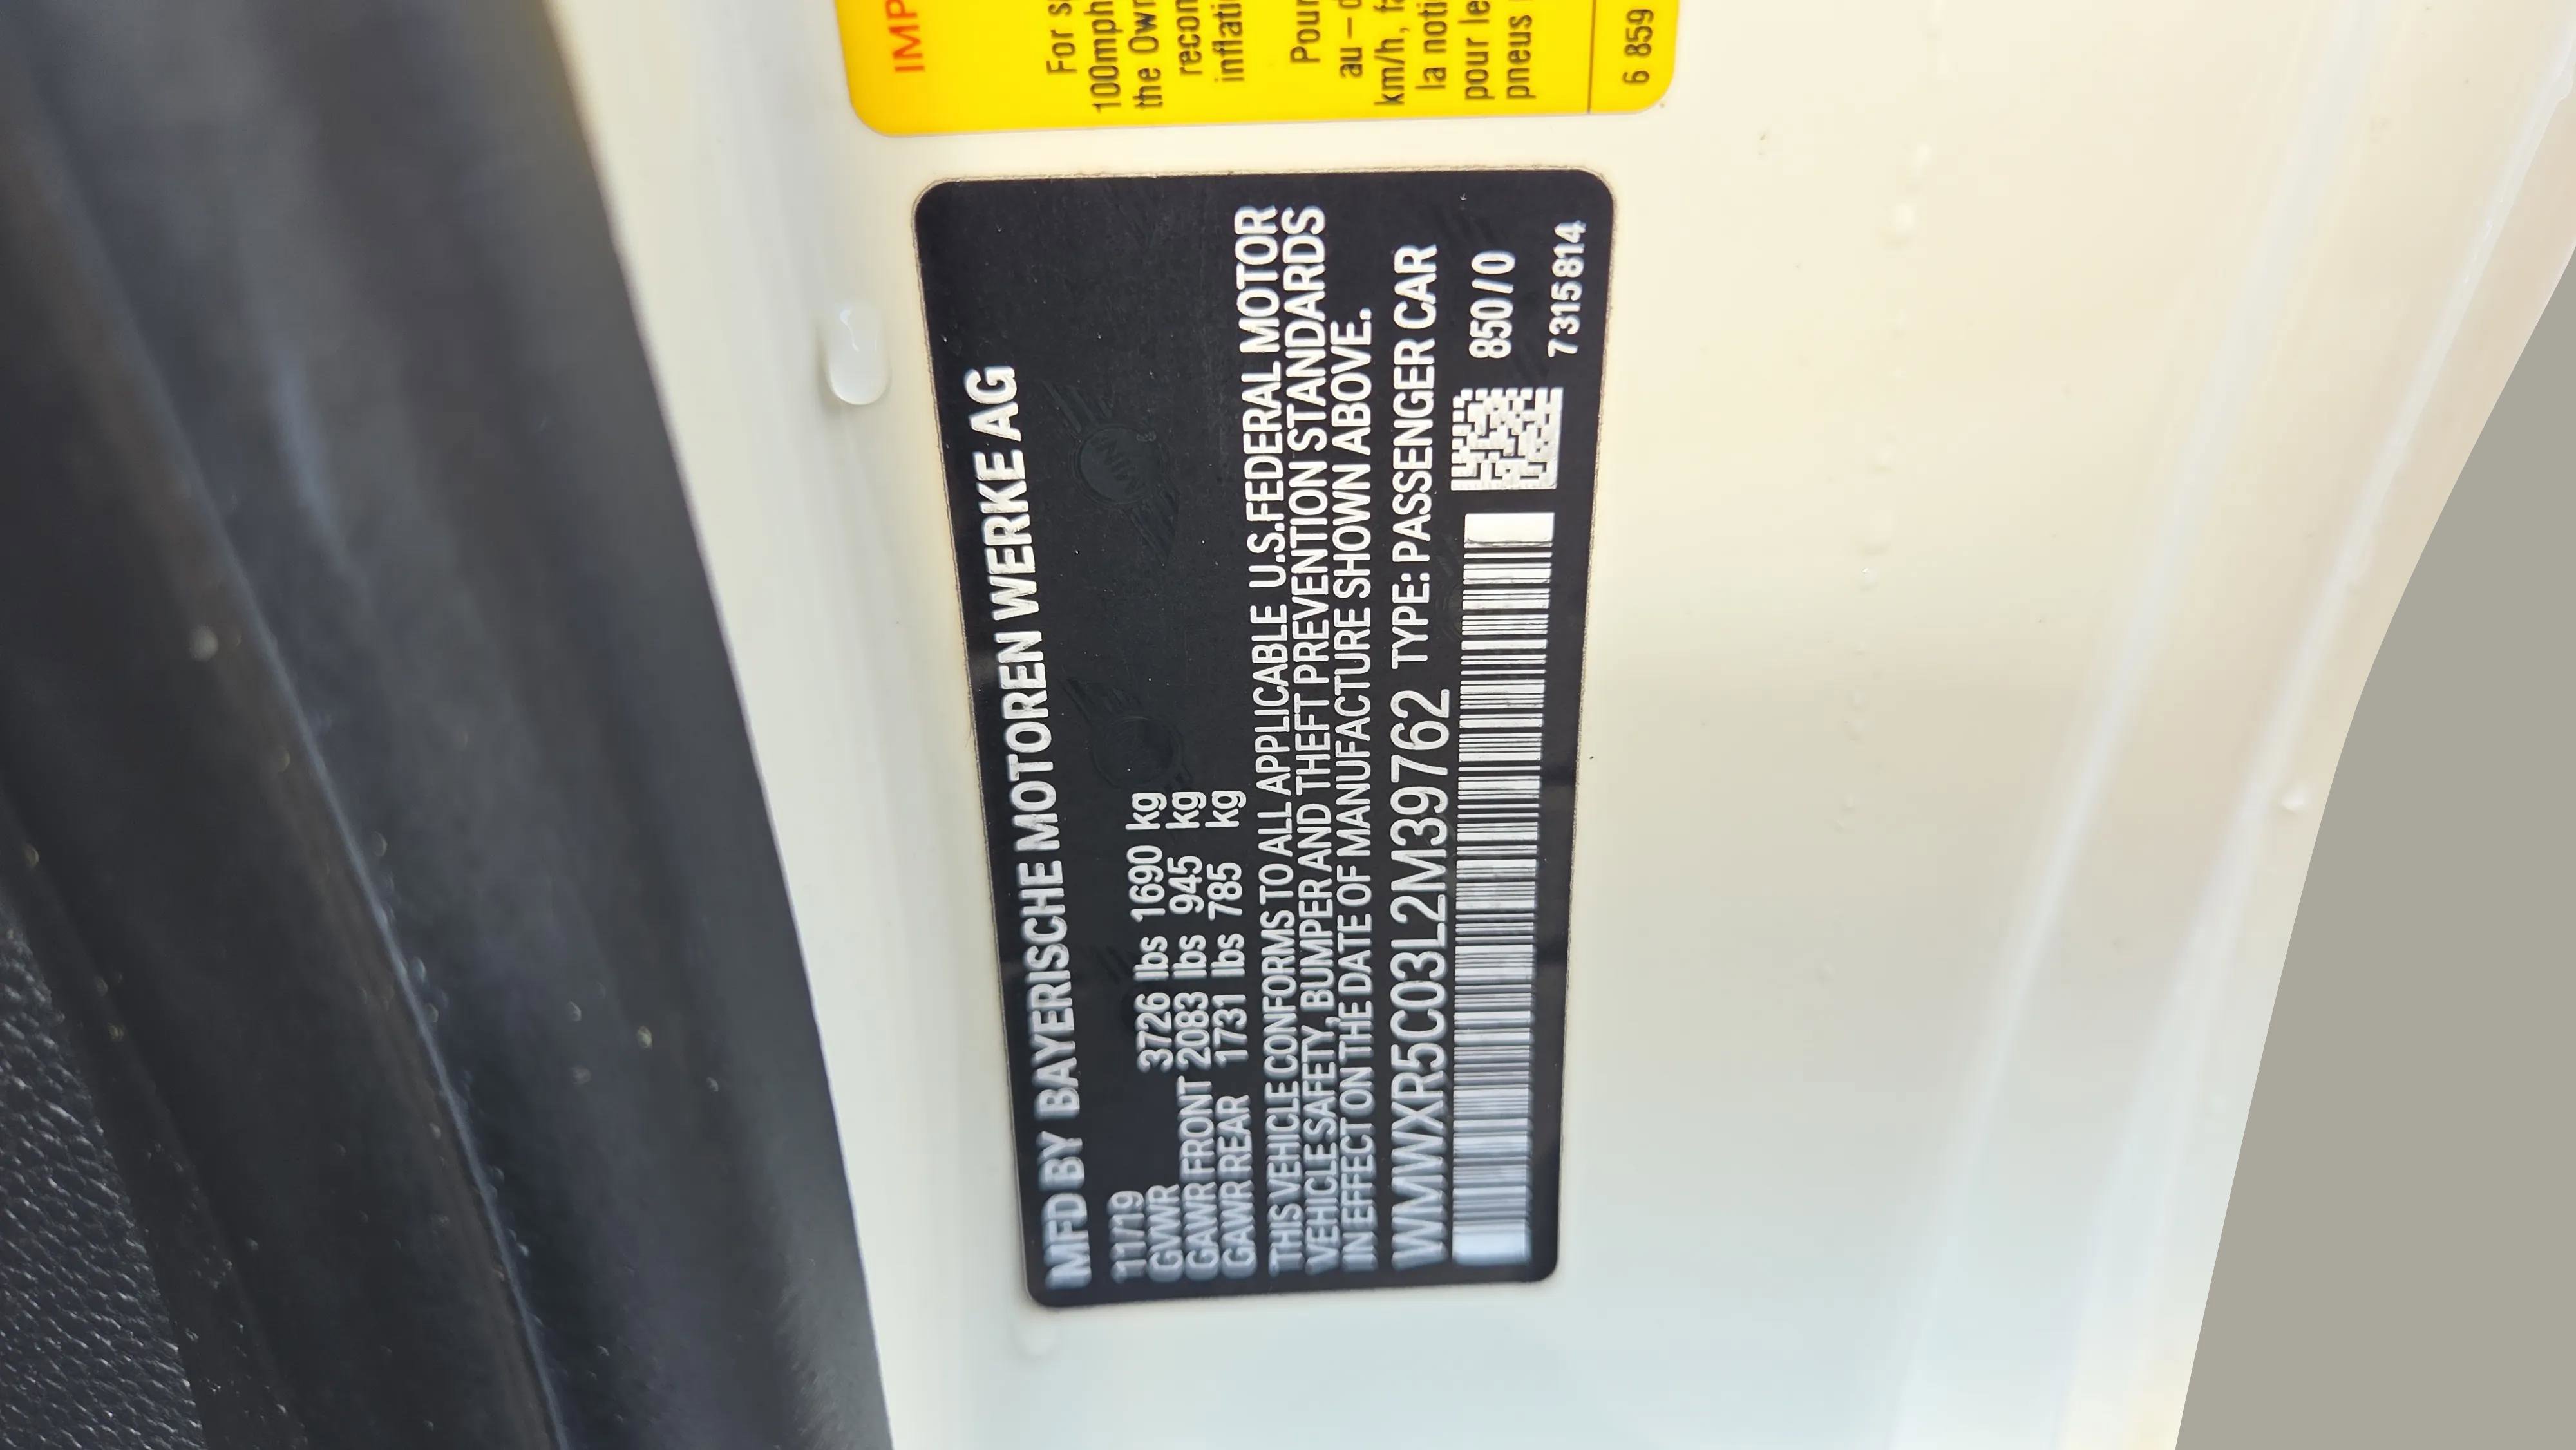 IMP
For s
100mph
the Own
recon
inflati
Pour
au – d
km/h, fa
la noti
pour le
pneus
6 859
MFD BY BAYERISCHE MOTOREN WERKE AG
11/19
GVWR 3726 lbs 1690 kg
GAWR FRONT 2083 lbs 945 kg
GAWR REAR 1731 lbs 785 kg
THIS VEHICLE CONFORMS TO ALL APPLICABLE U.S.FEDERAL MOTOR
VEHICLE SAFETY, BUMPER AND THEFT PREVENTION STANDARDS
IN EFFECT ON THE DATE OF MANUFACTURE SHOWN ABOVE.
WMWXR5C03L2M39762 TYPE: PASSENGER CAR
850//0
7315814